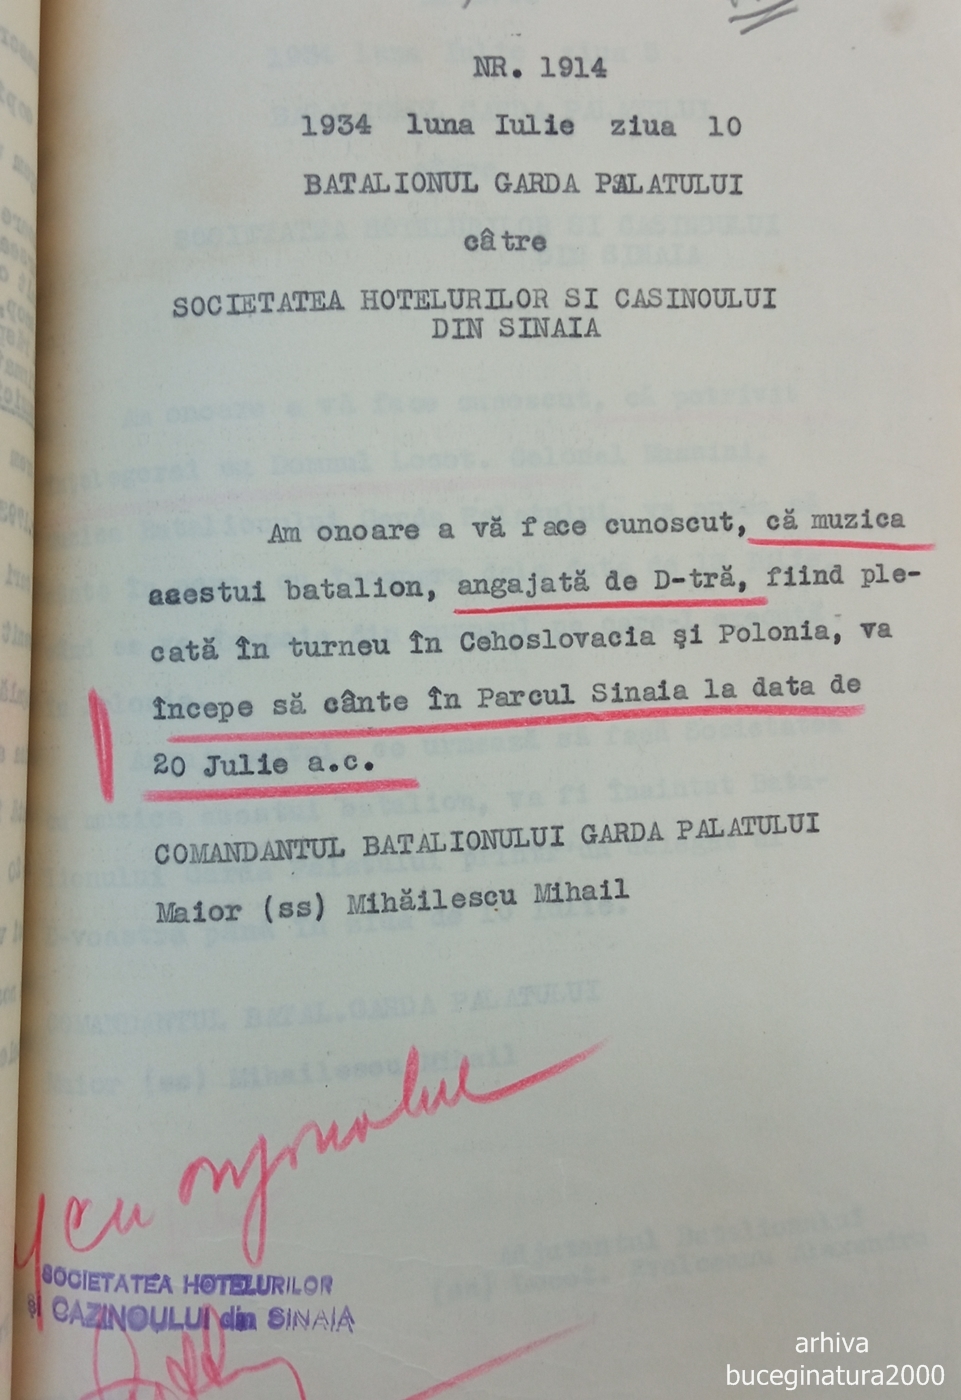 NR. 1914
1934 luna Iulie ziua 10
BATALIONUL GARDA PALATULUI
câtre
SOCIETATEA HOTELURILOR SI CASINOULUI
DIN SINAIA
Am onoare a vă face cunoscut, că muzica
acestui batalion, angajată de D-tră, fiind ple-
cată în turneu în Cehoslovacia şi Polonia, va
începe să cânte în Parcul Sinaia la data de
20 Julie a.c.
COMANDANTUL BATALIONULUI GARDA PALATULUI
Maior (ss) Mihăilescu Mihail
cu originalul
SOCIETATEA HOTELURILOR
ŞI CAZINOULUI din SINAIA
arhiva
buceginatura2000